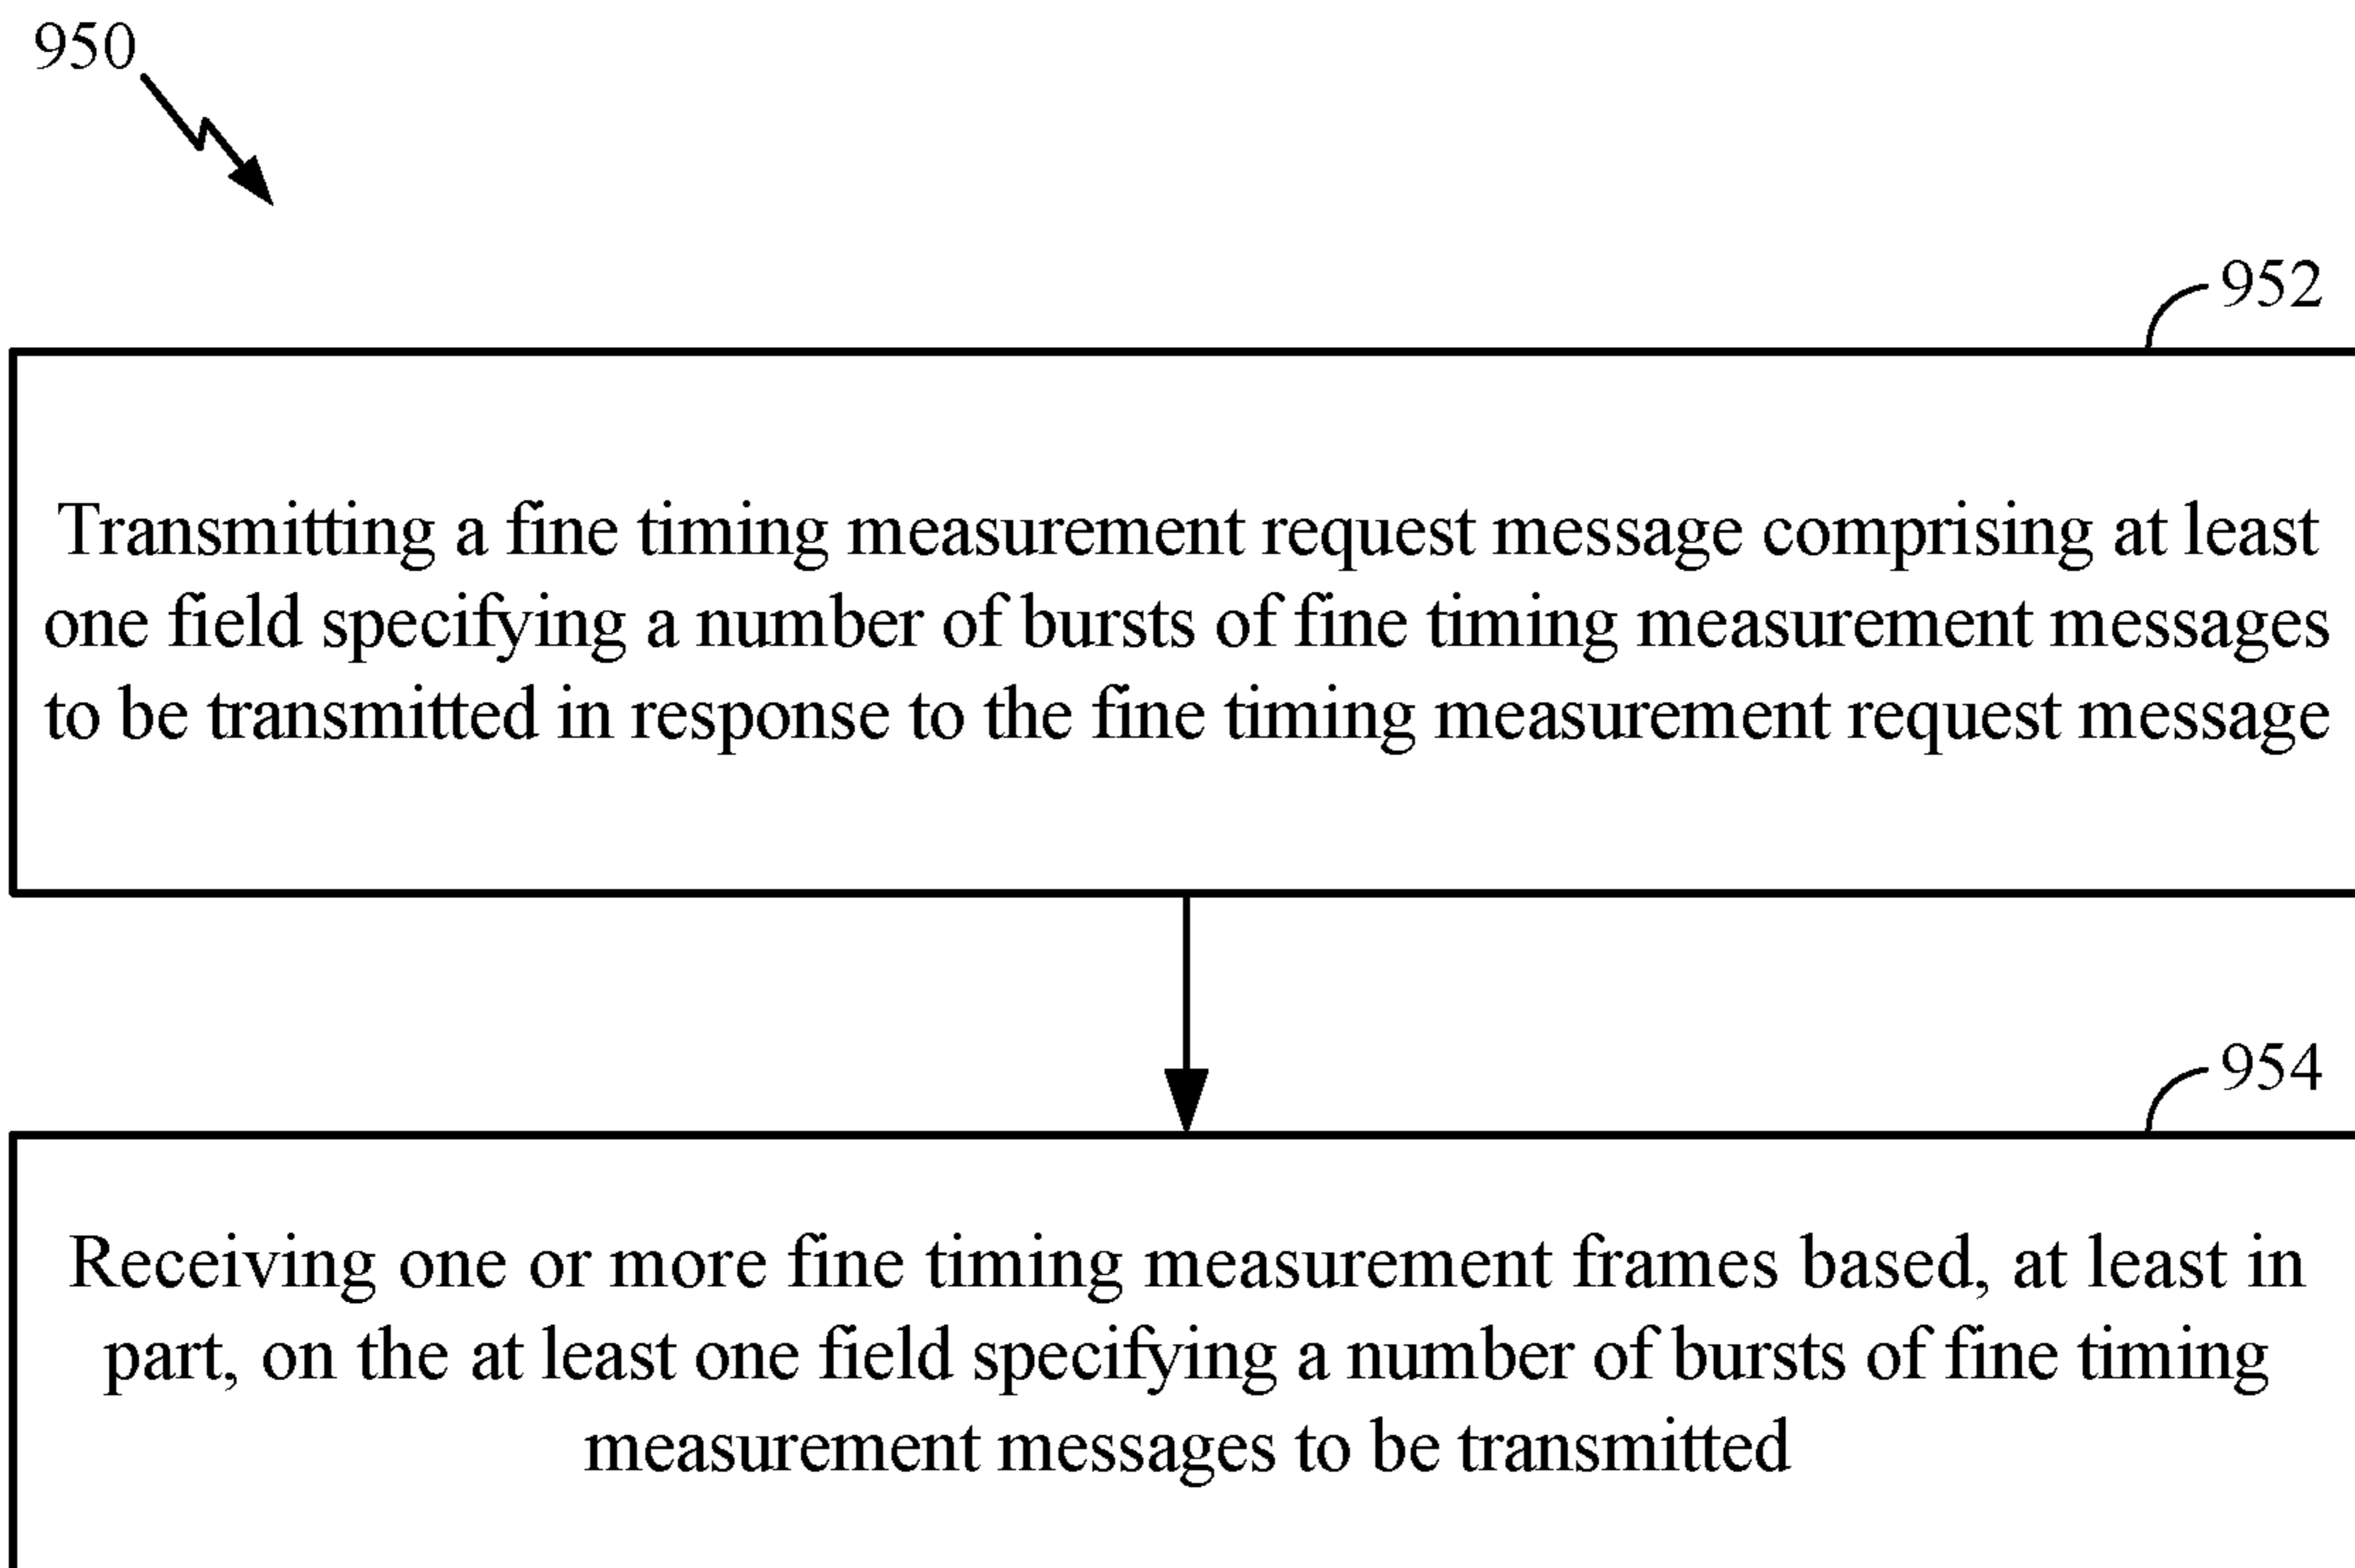 950
952
Transmitting a fine timing measurement request message comprising at least
one field specifying a number of bursts of fine timing measurement messages
to be transmitted in response to the fine timing measurement request message
954
Receiving one or more fine timing measurement frames based, at least in
part, on the at least one field specifying a number of bursts of fine timing
measurement messages to be transmitted